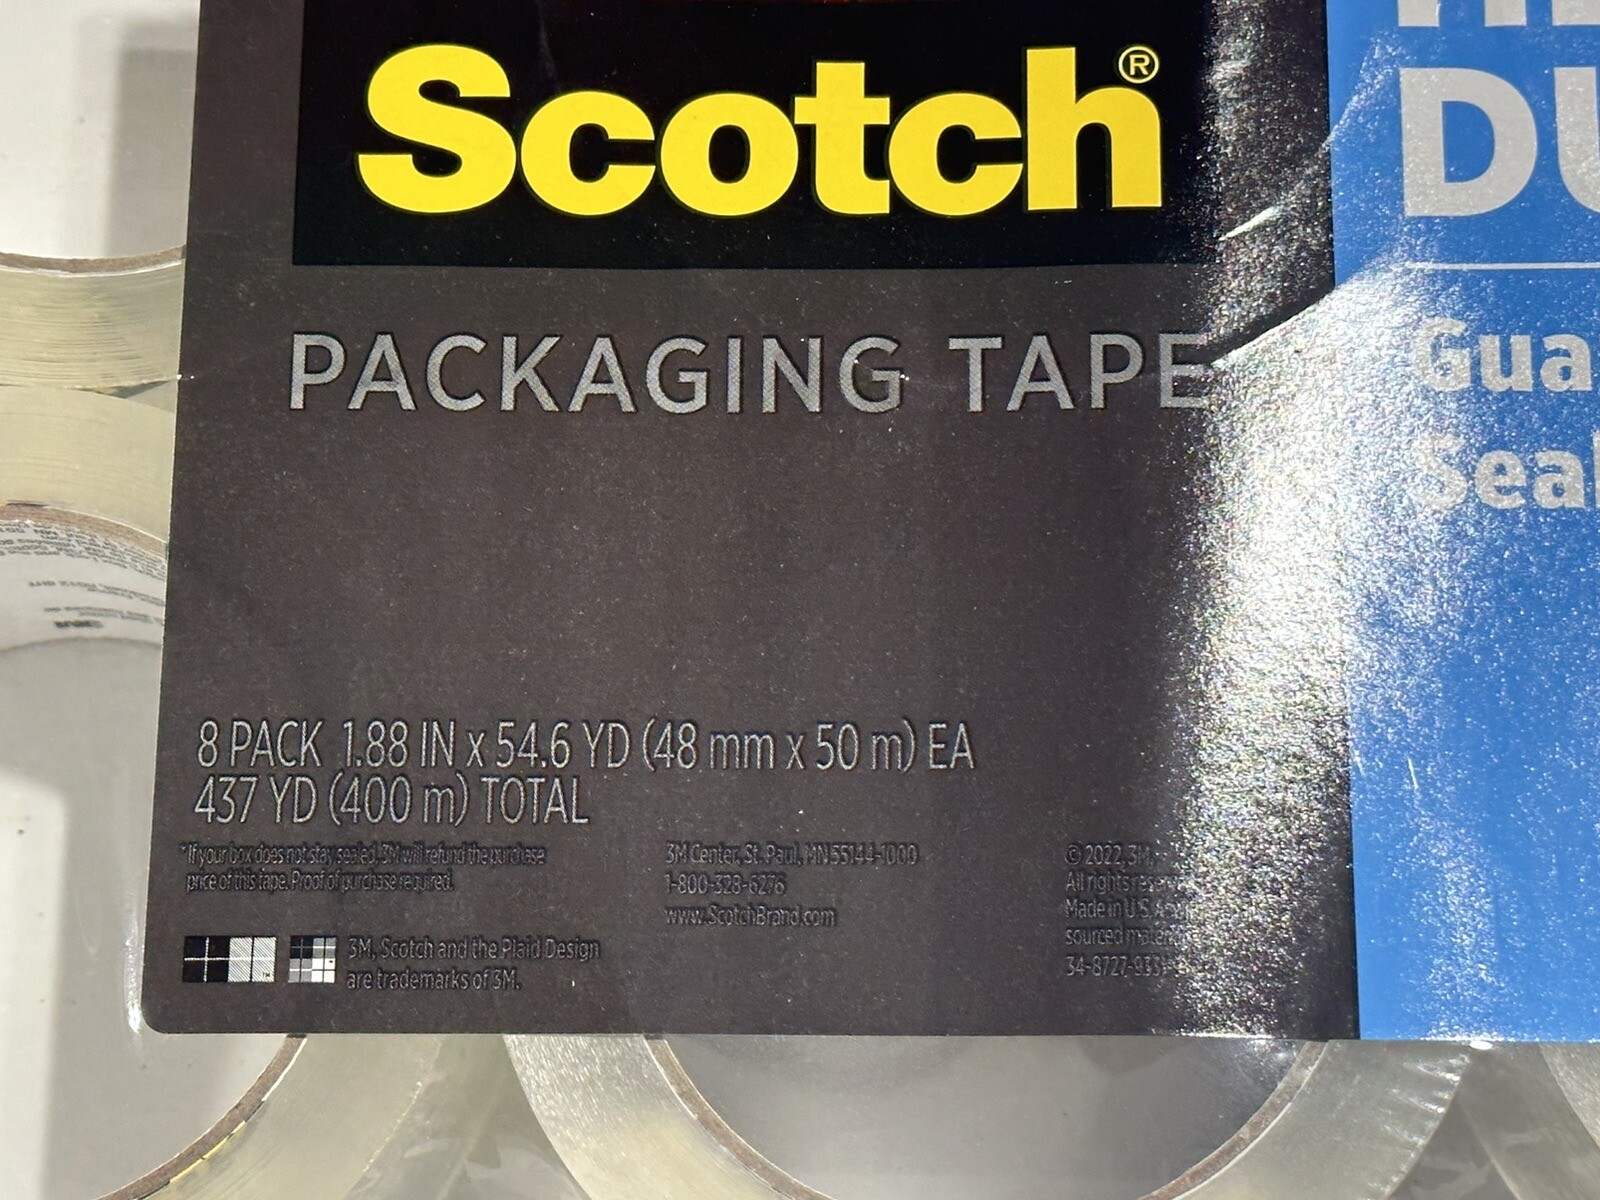 Scotch®
PACKAGING TAPE
DU
Gua
Seal
8 PACK 1.88 IN x 54.6 YD (48 mm x 50 m) EA
437 YD (400 m) TOTAL
*If your box does not stay sealed, 3M will refund the purchase
price of this tape. Proof of purchase required.
3M, Scotch and the Plaid Design
are trademarks of 3M.
3M Center, St. Paul, MN 55144-1000
1-800-328-6276
www.ScotchBrand.com
© 2022, 3M.
All rights
Made in U.S.A.
sourced